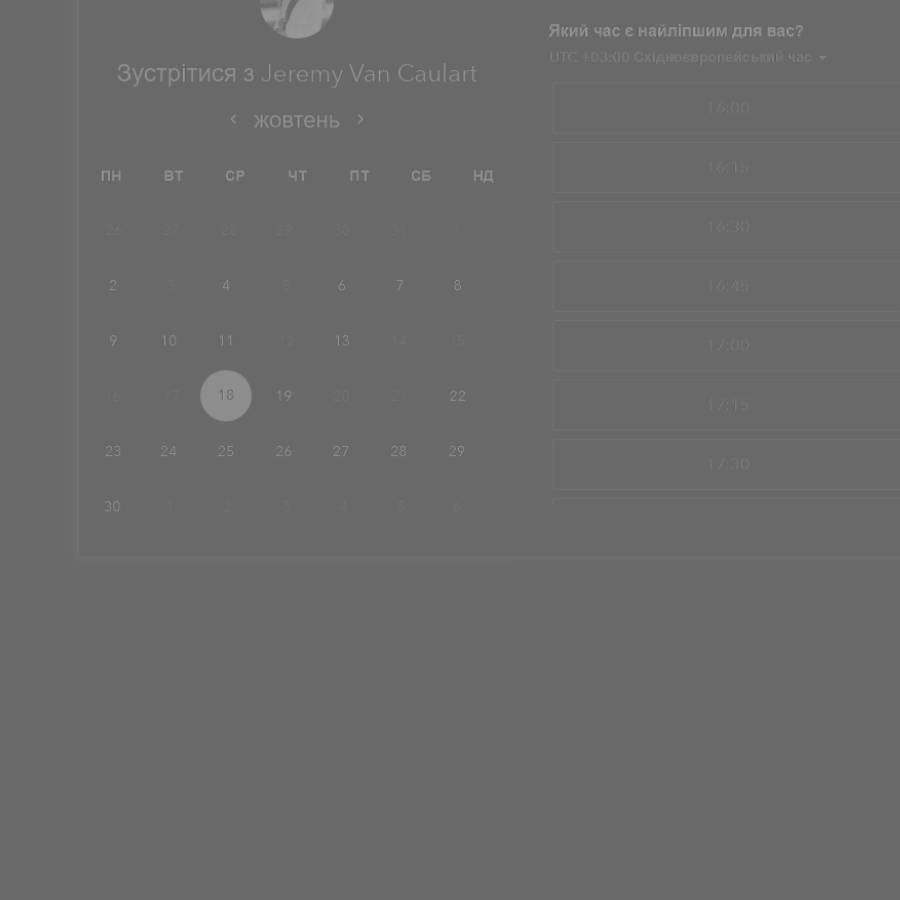 Зустрітися з Jeremy Van Caulart
жовтень
ПН ВТ СР ЧТ ПТ СБ НД
26 27 28 29 30 31 1
2 3 4 5 6 7 8
9 10 11 12 13 14 15
16 17 18 19 20 21 22
23 24 25 26 27 28 29
30 1 2 3 4 5 6
Який час є найліпшим для вас?
UTC +03:00 Східноєвропейський час
16:00
16:15
16:30
16:45
17:00
17:15
17:30